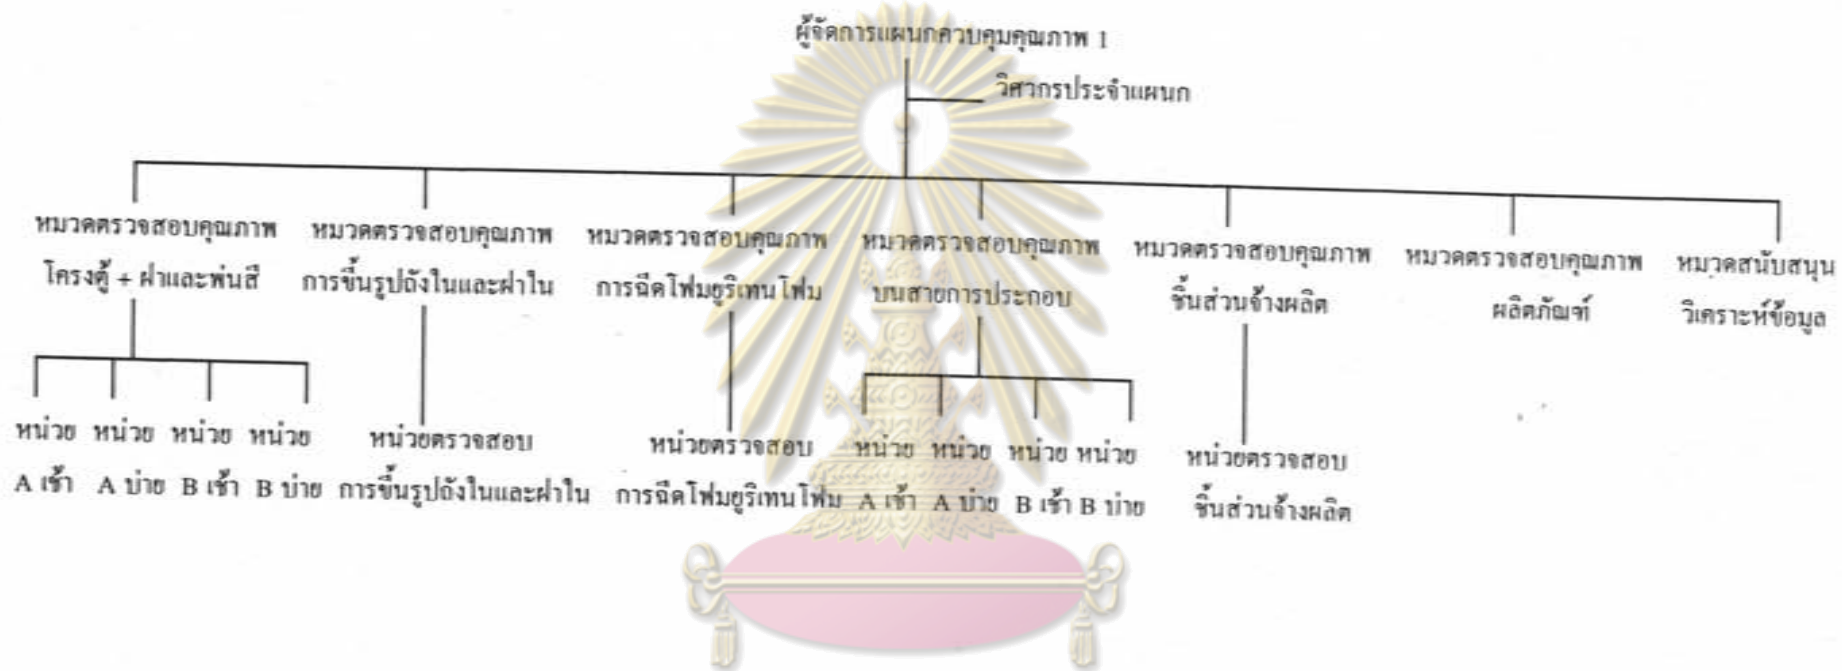 ผู้จัดการแผนกควบคุมคุณภาพ 1
วิศวกรประจำแผนก
หมวดตรวจสอบคุณภาพ
โครงตู้ + ฝาและพ่นสี
หมวดตรวจสอบคุณภาพ
การขึ้นรูปถังในและฝาใน
หมวดตรวจสอบคุณภาพ
การฉีดโฟมยูริเทนโฟม
หมวดตรวจสอบคุณภาพ
บนสายการประกอบ
หมวดตรวจสอบคุณภาพ
ชิ้นส่วนจ้างผลิต
หมวดตรวจสอบคุณภาพ
ผลิตภัณฑ์
หมวดสนับสนุน
วิเคราะห์ข้อมูล
หน่วย
A เช้า
หน่วย
A บ่าย
หน่วย
B เช้า
หน่วย
B บ่าย
หน่วยตรวจสอบ
การขึ้นรูปถังในและฝาใน
หน่วยตรวจสอบ
การฉีดโฟมยูริเทนโฟม
หน่วย
A เช้า
หน่วย
A บ่าย
หน่วย
B เช้า
หน่วย
B บ่าย
หน่วยตรวจสอบ
ชิ้นส่วนจ้างผลิต